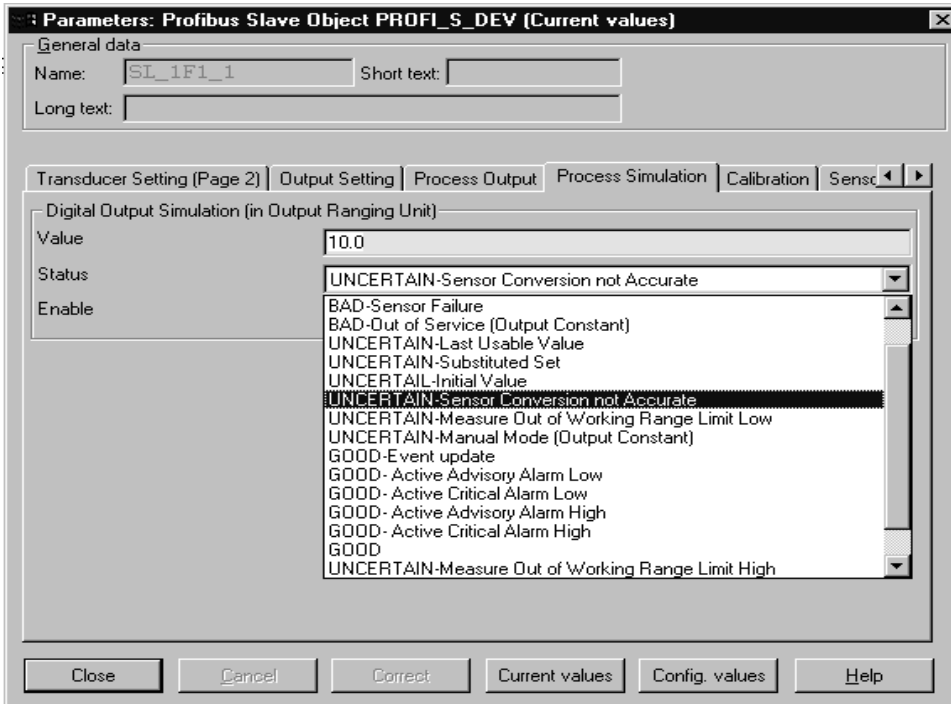 Parameters: Profibus Slave Object PROFI_S_DEV (Current values)
General data
Name: SL_1F1_1 Short text:
Long text:
Transducer Setting (Page 2) Output Setting Process Output Process Simulation Calibration Senso
Digital Output Simulation (in Output Ranging Unit)
Value 10.0
Status UNCERTAIN-Sensor Conversion not Accurate
Enable
BAD-Sensor Failure
BAD-Out of Service (Output Constant)
UNCERTAIN-Last Usable Value
UNCERTAIN-Substituted Set
UNCERTAIL-Initial Value
UNCERTAIN-Sensor Conversion not Accurate
UNCERTAIN-Measure Out of Working Range Limit Low
UNCERTAIN-Manual Mode (Output Constant)
GOOD-Event update
GOOD- Active Advisory Alarm Low
GOOD- Active Critical Alarm Low
GOOD- Active Advisory Alarm High
GOOD- Active Critical Alarm High
GOOD
UNCERTAIN-Measure Out of Working Range Limit High
Close Cancel Correct Current values Config. values Help